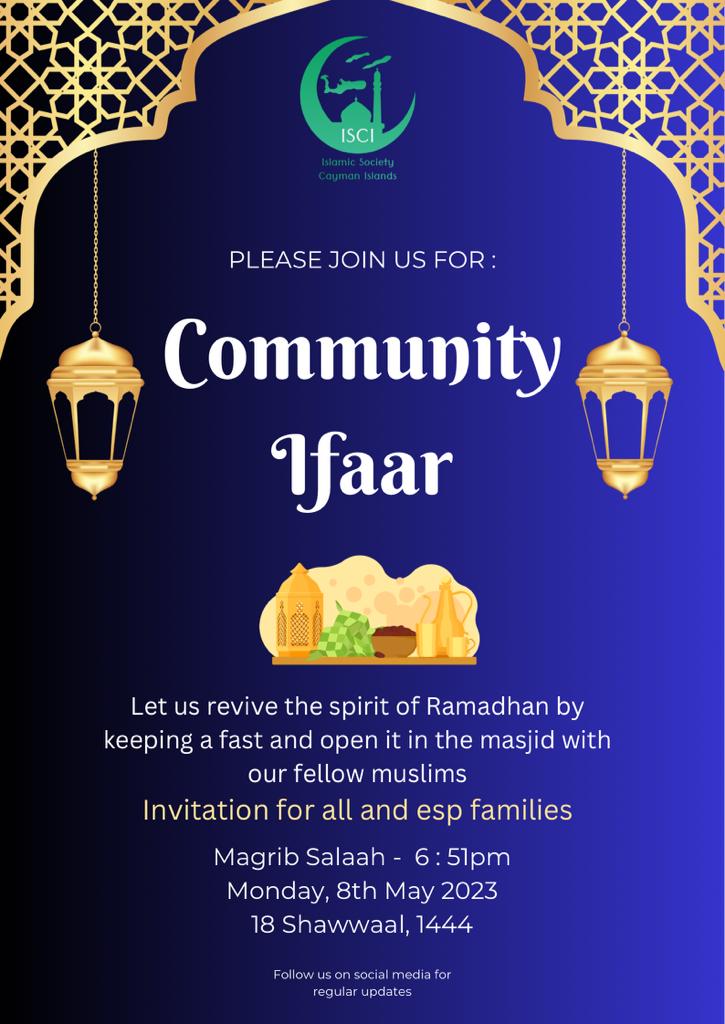 ISCI
Islamic Society
Cayman Islands
PLEASE JOIN US FOR :
Community
Ifaar
Let us revive the spirit of Ramadhan by
keeping a fast and open it in the masjid with
our fellow muslims
Invitation for all and esp families
Magrib Salaah -  6 : 51pm
Monday, 8th May 2023
18 Shawwaal, 1444
Follow us on social media for
regular updates